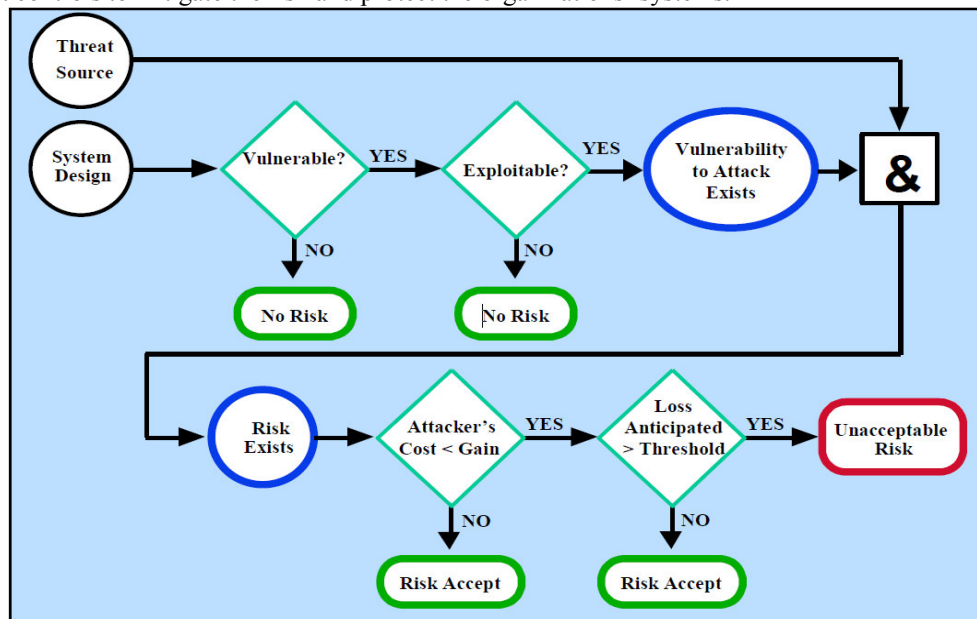 Threat
Source
System
Design
Vulnerable?
YES
Exploitable?
YES
Vulnerability
to Attack
Exists
&
NO
NO
No Risk
No Risk
Risk
Exists
Attacker's
Cost < Gain
YES
Loss
Anticipated
> Threshold
YES
Unacceptable
Risk
NO
NO
Risk Accept
Risk Accept